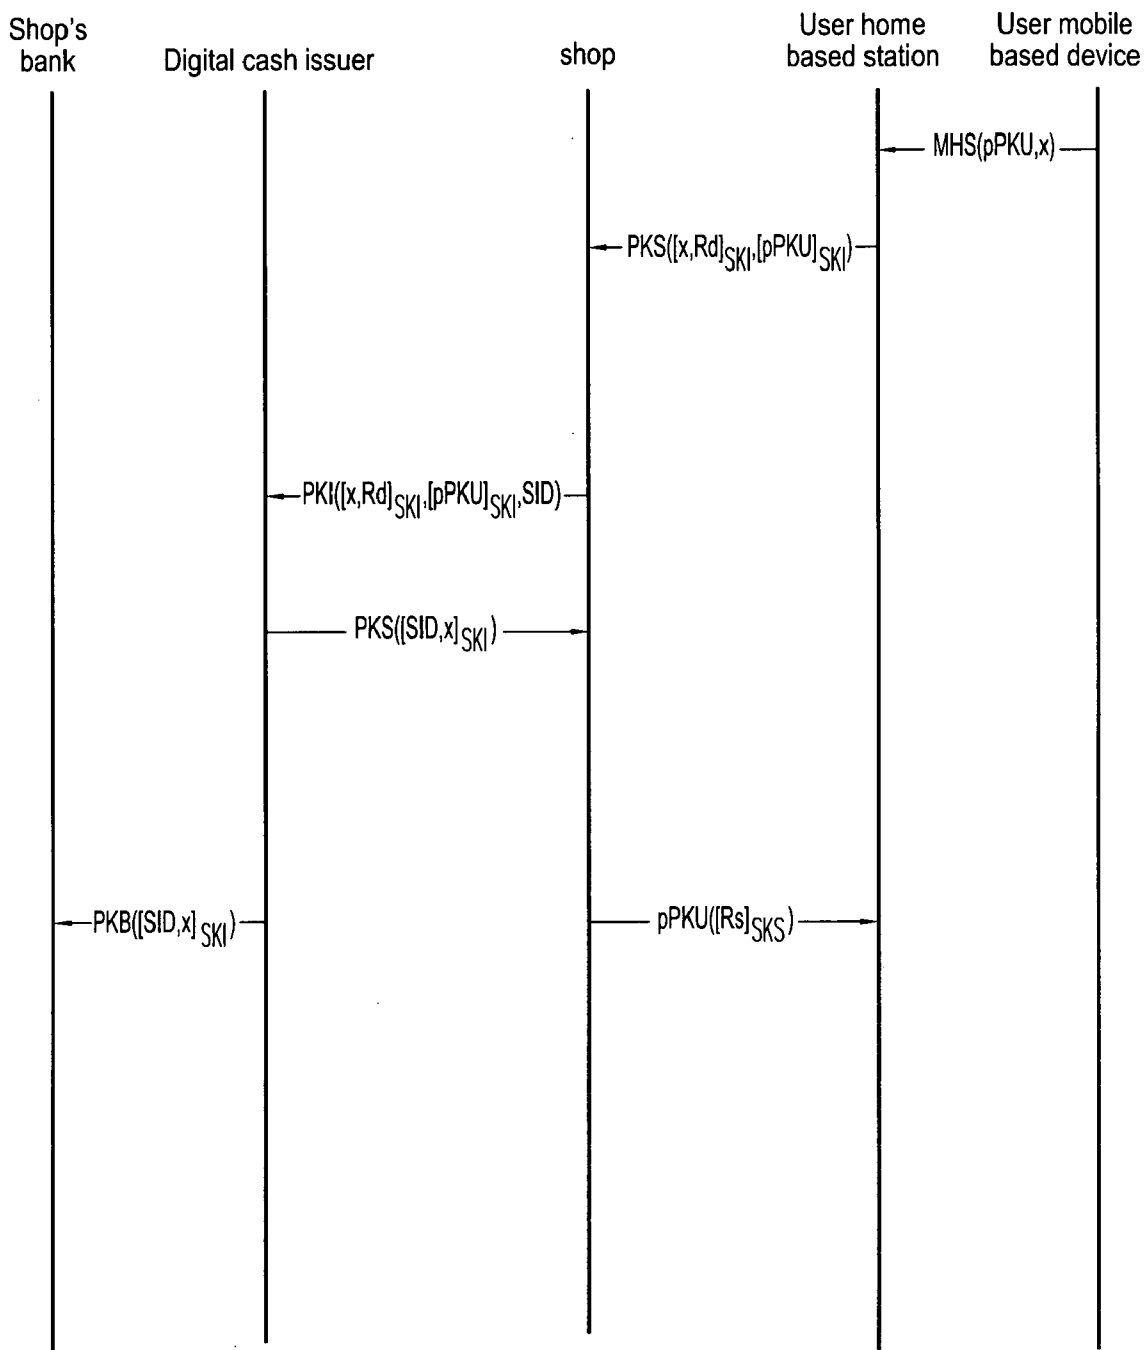 Shop's
bank
Digital cash issuer
shop
User home
based station
User mobile
based device
MHS(pPKU,x)
PKS([x,Rd]SKI,[pPKU]SKI)
PKI([x,Rd]SKI,[pPKU]SKI,SID)
PKS([SID,x]SKI)
PKB([SID,x]SKI)
pPKU([Rs]SKS)